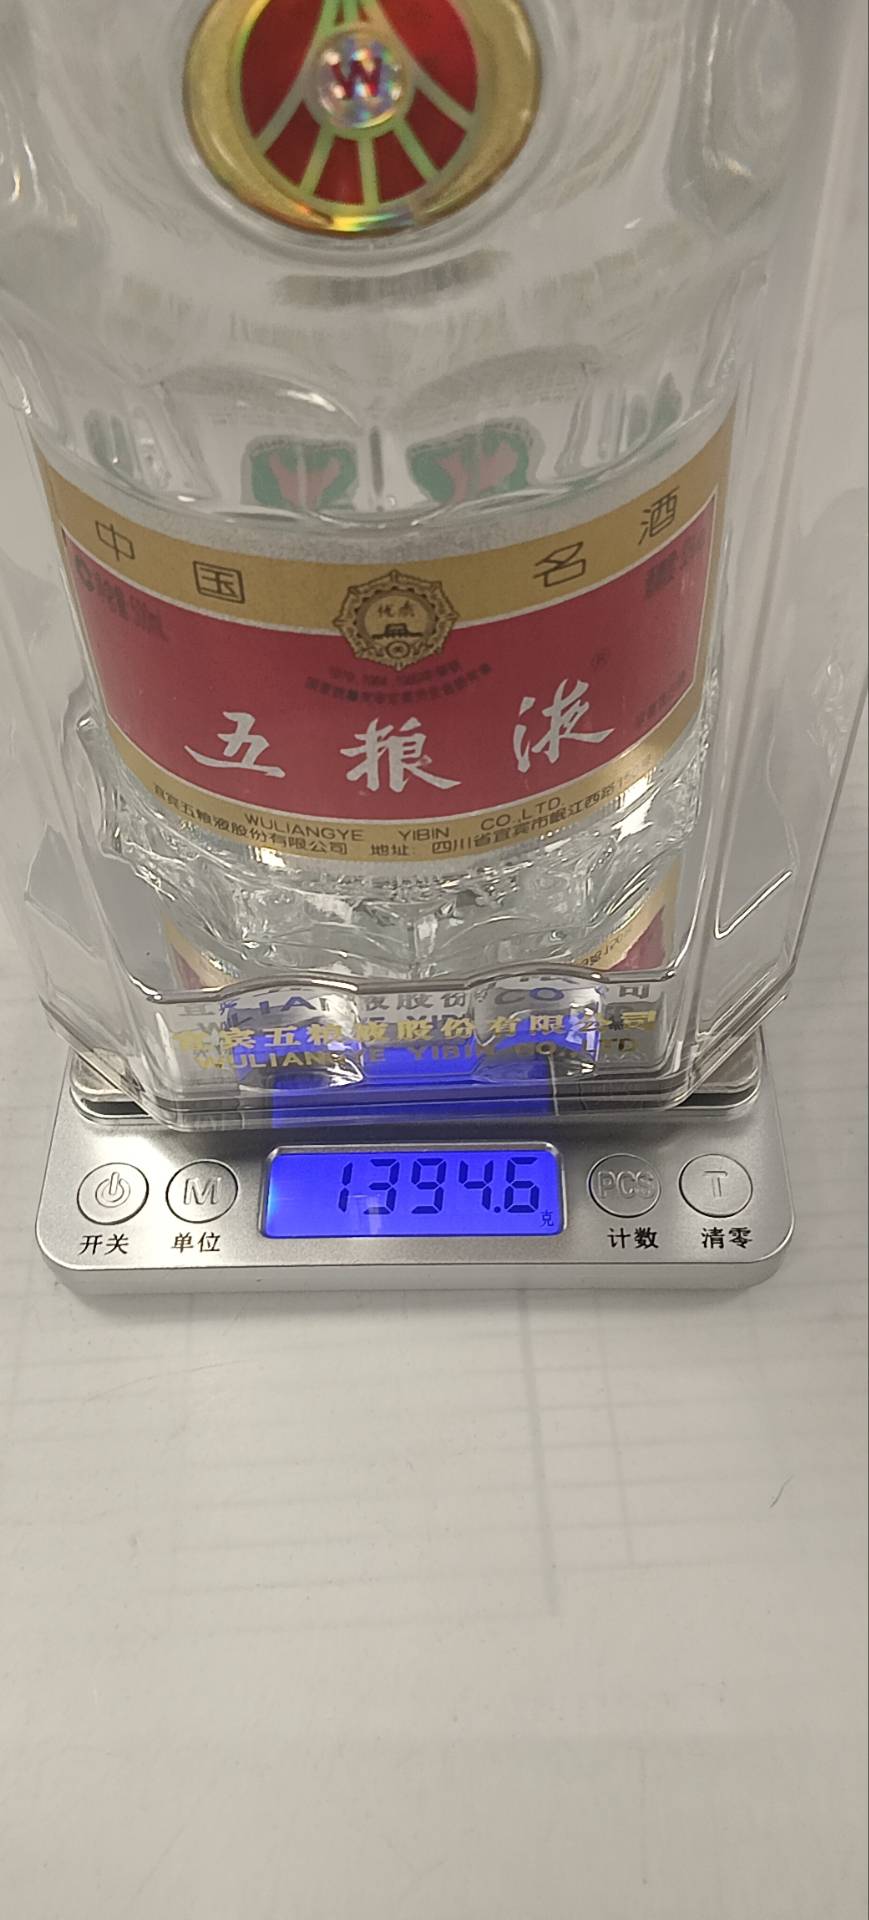 W
中国名酒
优质
五粮液®
宜宾五粮液股份有限公司 地址：四川省宜宾市岷江西路
WULIANGYE YIBIN CO.,LTD
宜宾五粮液股份有限公司
WULIANGYE YIBIN CO.,LTD
1394.6 克
M PCS T
开关 单位 计数 清零